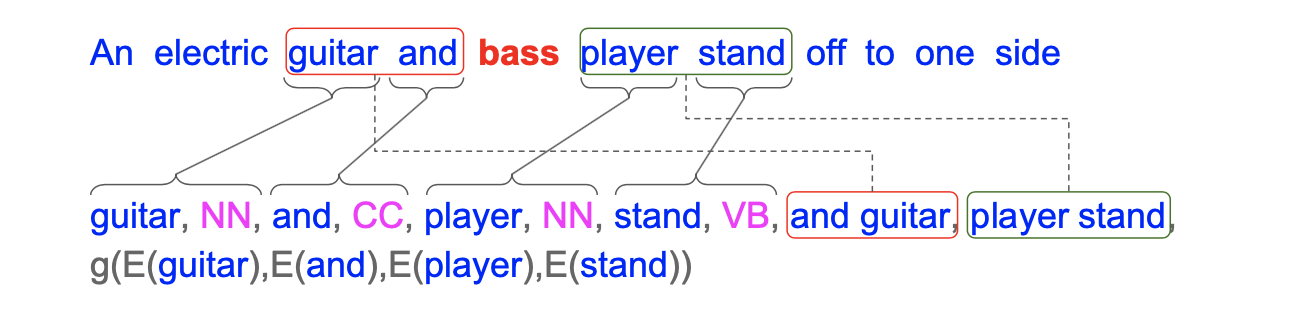 An electric guitar and bass player stand off to one side
guitar, NN, and, CC, player, NN, stand, VB, and guitar, player stand,
g(E(guitar),E(and),E(player),E(stand))